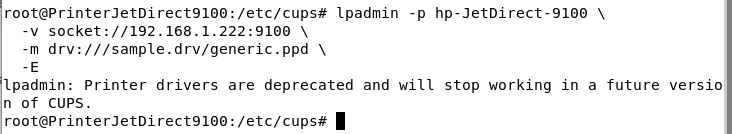 root@PrinterJetDirect9100:/etc/cups# lpadmin -p hp-JetDirect-9100 \
  -v socket://192.168.1.222:9100 \
  -m drv:///sample.drv/generic.ppd \
  -E
lpadmin: Printer drivers are deprecated and will stop working in a future versio
n of CUPS.
root@PrinterJetDirect9100:/etc/cups#